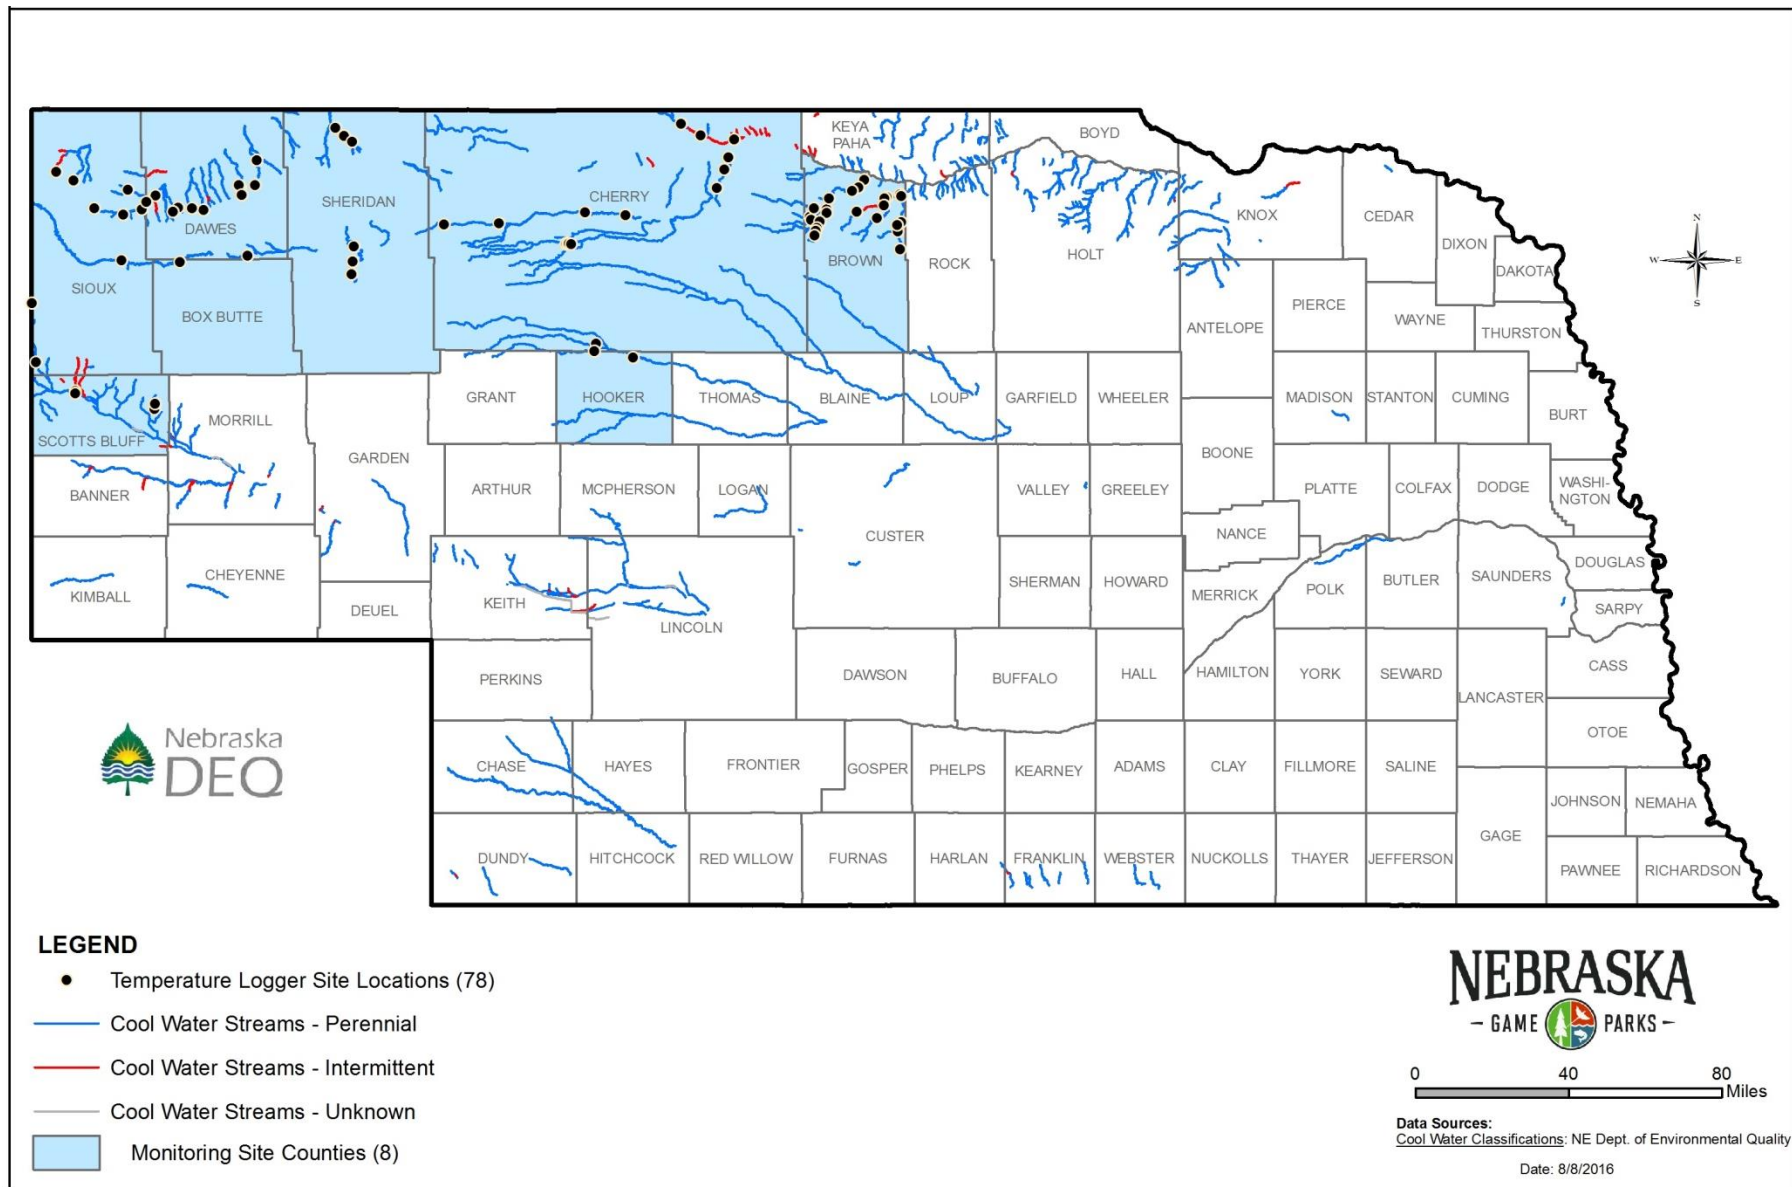 KEYA
PAHA
BOYD
SHERIDAN
CHERRY
DAWES
KNOX
CEDAR
DIXON
DAKOTA
N
W
E
S
SIOUX
BOX BUTTE
BROWN
ROCK
HOLT
ANTELOPE
PIERCE
WAYNE
THURSTON
GRANT
HOOKER
THOMAS
BLAINE
LOUP
GARFIELD
WHEELER
MADISON
STANTON
CUMING
BURT
SCOTTS BLUFF
MORRILL
GARDEN
BOONE
BANNER
ARTHUR
MCPHERSON
LOGAN
CUSTER
VALLEY
GREELEY
PLATTE
COLFAX
DODGE
WASHI-
NGTON
NANCE
KIMBALL
CHEYENNE
DEUEL
KEITH
LINCOLN
SHERMAN
HOWARD
MERRICK
POLK
BUTLER
SAUNDERS
DOUGLAS
SARPY
PERKINS
DAWSON
BUFFALO
HALL
HAMILTON
YORK
SEWARD
LANCASTER
CASS
OTOE
CHASE
HAYES
FRONTIER
GOSPER
PHELPS
KEARNEY
ADAMS
CLAY
FILLMORE
SALINE
GAGE
JOHNSON
NEMAHA
DUNDY
HITCHCOCK
RED WILLOW
FURNAS
HARLAN
FRANKLIN
WEBSTER
NUCKOLLS
THAYER
JEFFERSON
PAWNEE
RICHARDSON
Nebraska
DEQ
LEGEND
Temperature Logger Site Locations (78)
Cool Water Streams - Perennial
Cool Water Streams - Intermittent
Cool Water Streams - Unknown
Monitoring Site Counties (8)
NEBRASKA
- GAME PARKS -
0 40 80
Miles
Data Sources:
Cool Water Classifications: NE Dept. of Environmental Quality
Date: 8/8/2016